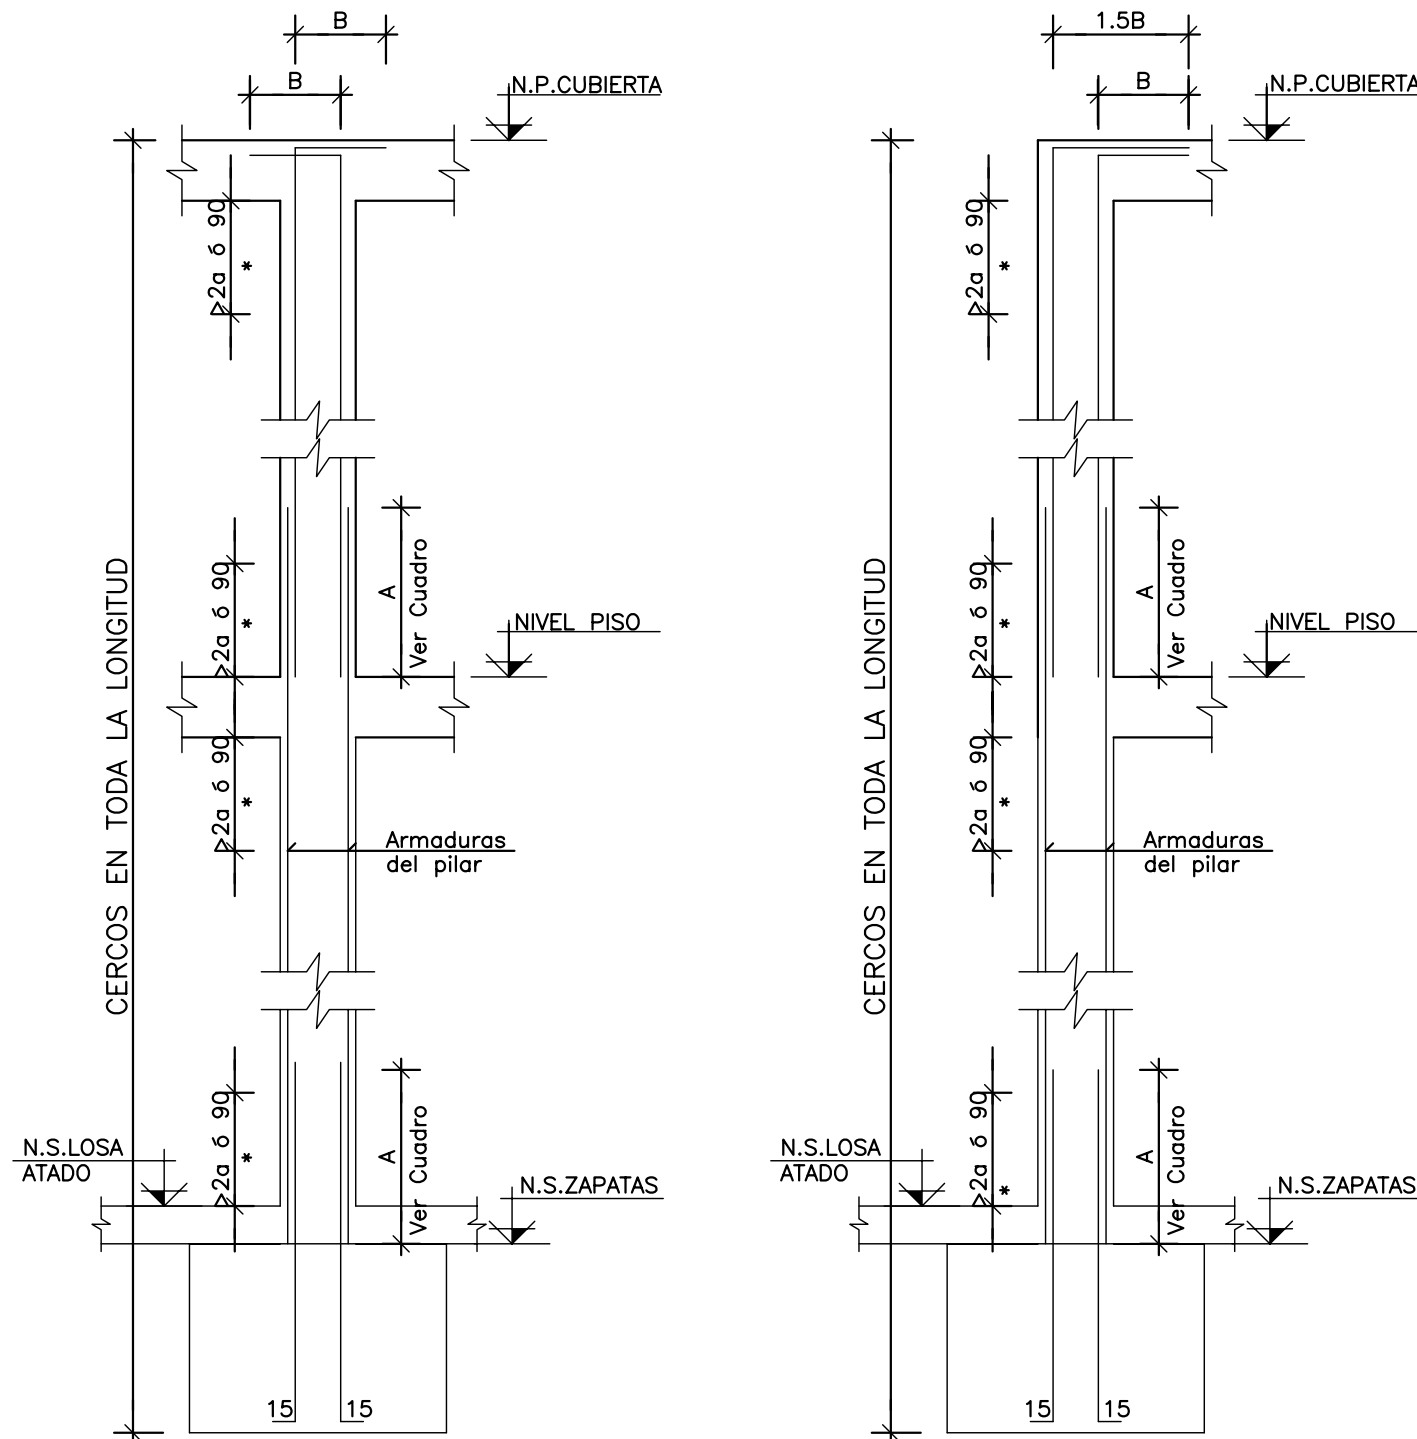 B
B
N.P.CUBIERTA
2a ó 90
*
CERCOS EN TODA LA LONGITUD
2a ó 90
*
A
Ver Cuadro
NIVEL PISO
2a ó 90
*
Armaduras
del pilar
2a ó 90
*
A
Ver Cuadro
N.S.LOSA
ATADO
N.S.ZAPATAS
15
15
1.5B
B
N.P.CUBIERTA
2a ó 90
*
CERCOS EN TODA LA LONGITUD
2a ó 90
*
A
Ver Cuadro
NIVEL PISO
2a ó 90
*
Armaduras
del pilar
2a ó 90
*
A
Ver Cuadro
N.S.LOSA
ATADO
N.S.ZAPATAS
15
15